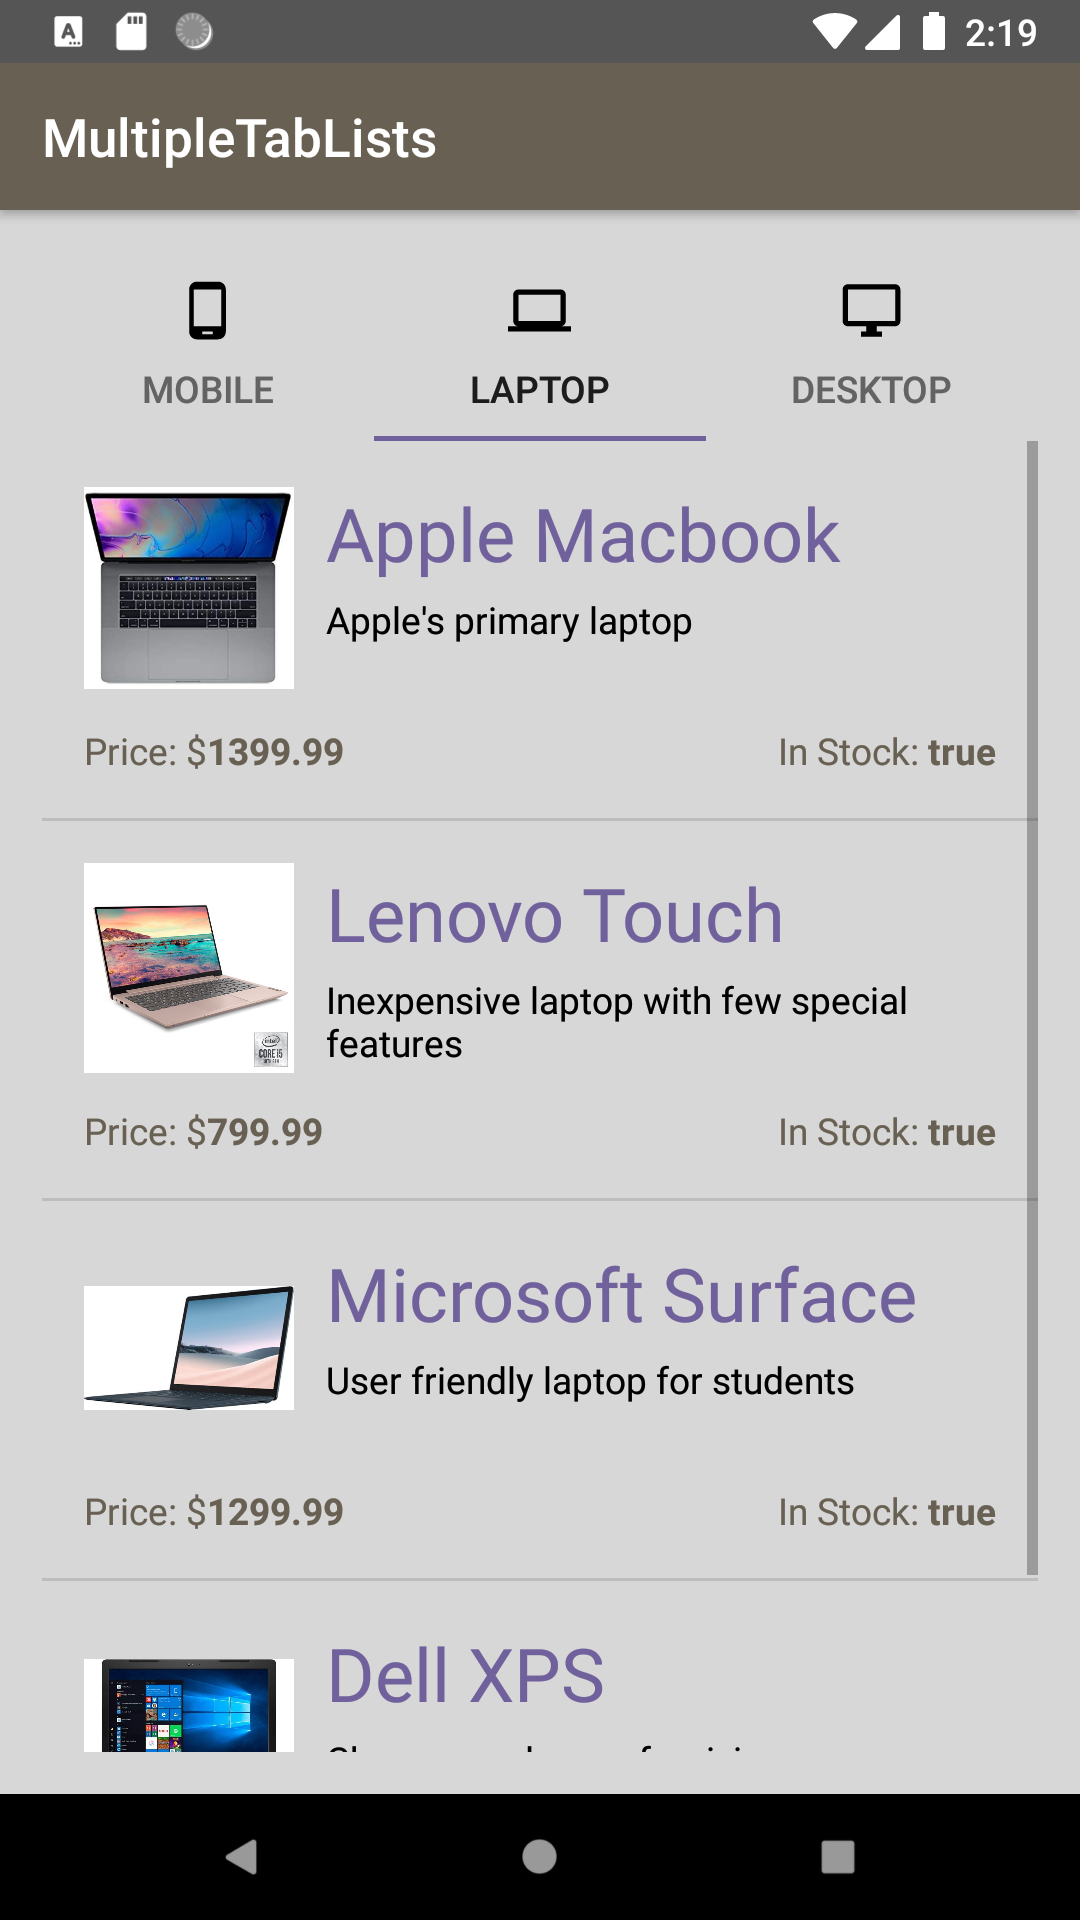 2:19
MultipleTabLists
MOBILE
LAPTOP
DESKTOP
Apple Macbook
Apple's primary laptop
Price: $1399.99
In Stock: true
Lenovo Touch
Inexpensive laptop with few special
features
Price: $799.99
In Stock: true
Microsoft Surface
User friendly laptop for students
Price: $1299.99
In Stock: true
Dell XPS